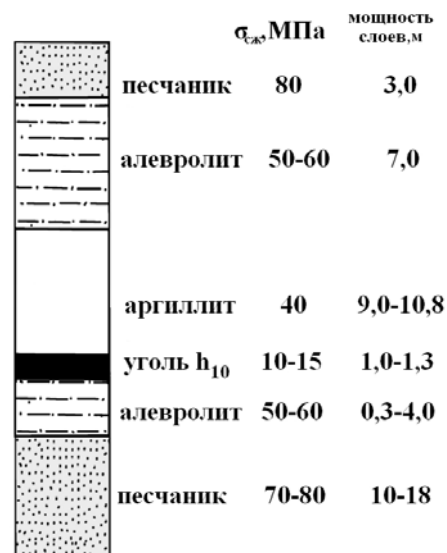 σсж, МПа мощность слоев,м
песчаник 80 3,0
алевролит 50-60 7,0
аргиллит 40 9,0-10,8
уголь h10 10-15 1,0-1,3
алевролит 50-60 0,3-4,0
песчаник 70-80 10-18